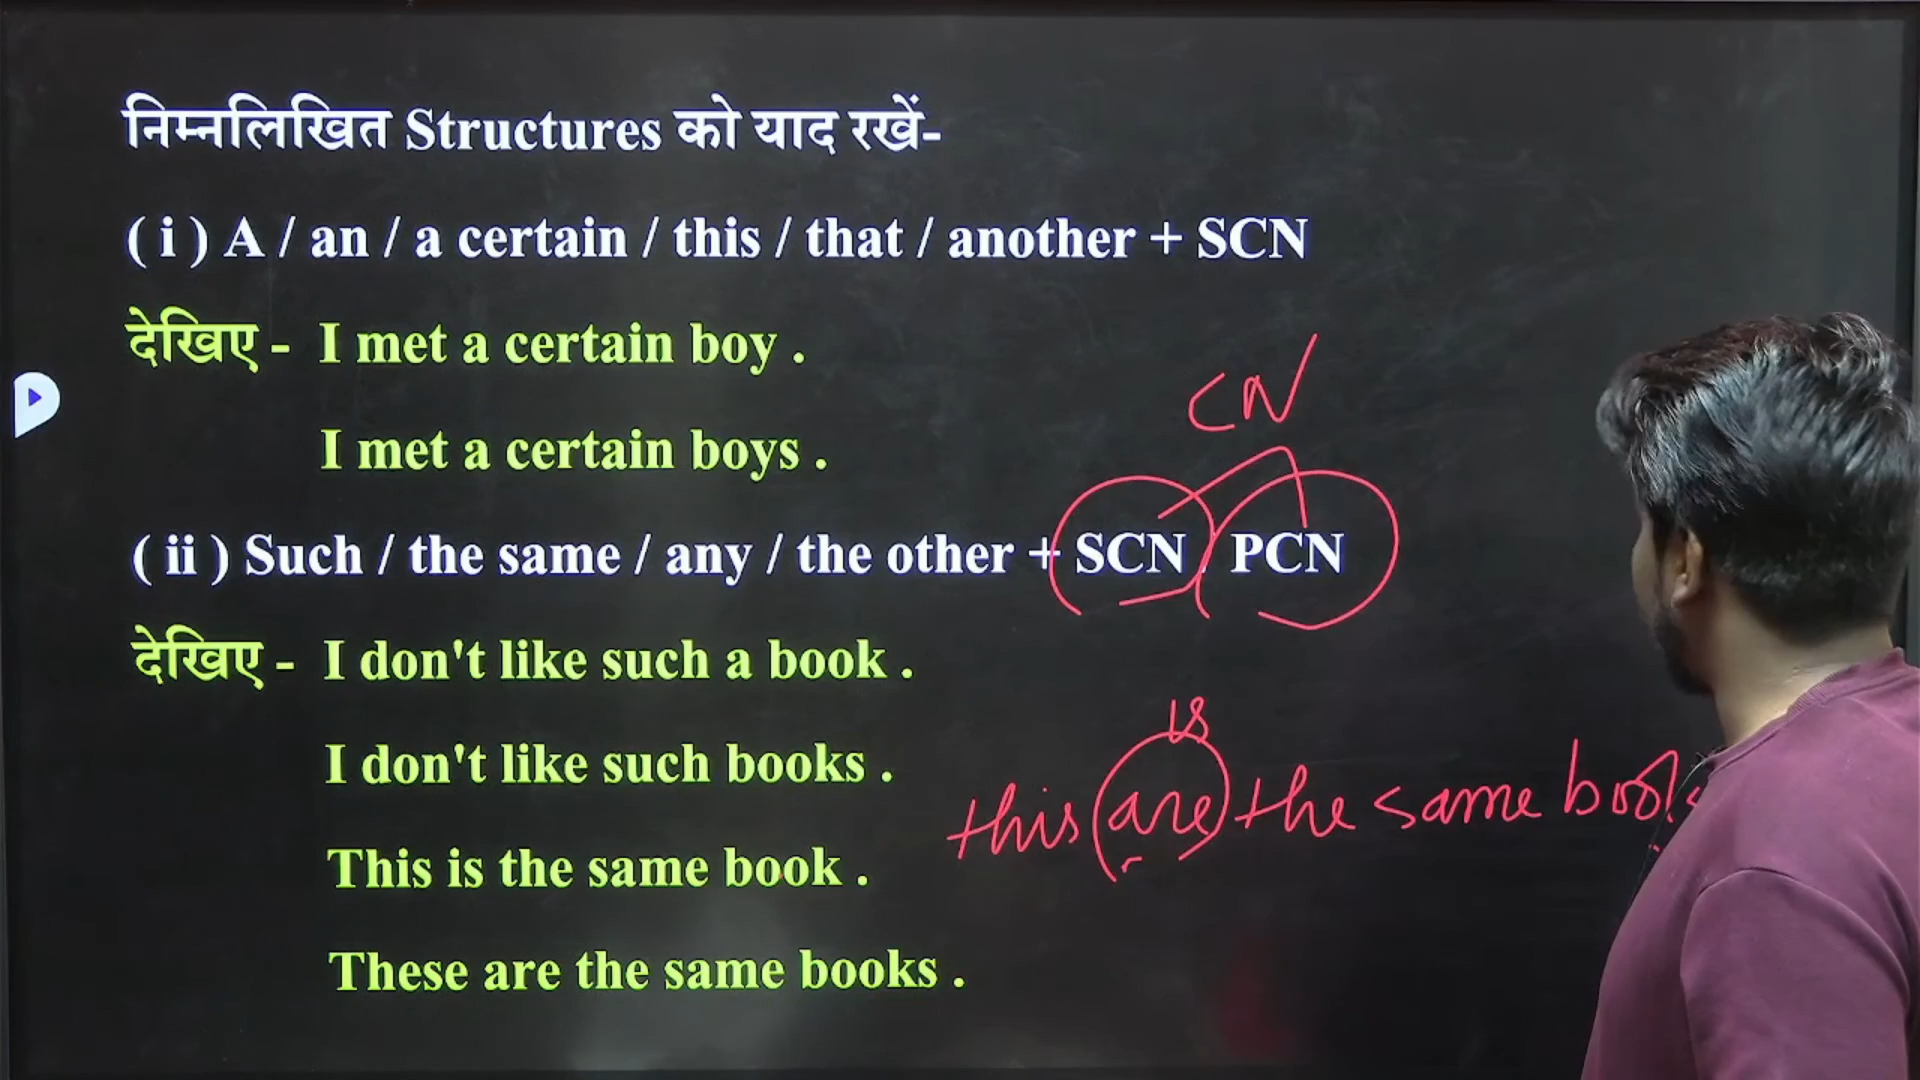 निम्नलिखित Structures को याद रखें-
( i ) A / an / a certain / this / that / another + SCN
देखिए - I met a certain boy .
CN
I met a certain boys .
( ii ) Such / the same / any / the other + SCN / PCN
देखिए - I don't like such a book .
is
I don't like such books .
this are the same book
This is the same book .
These are the same books .